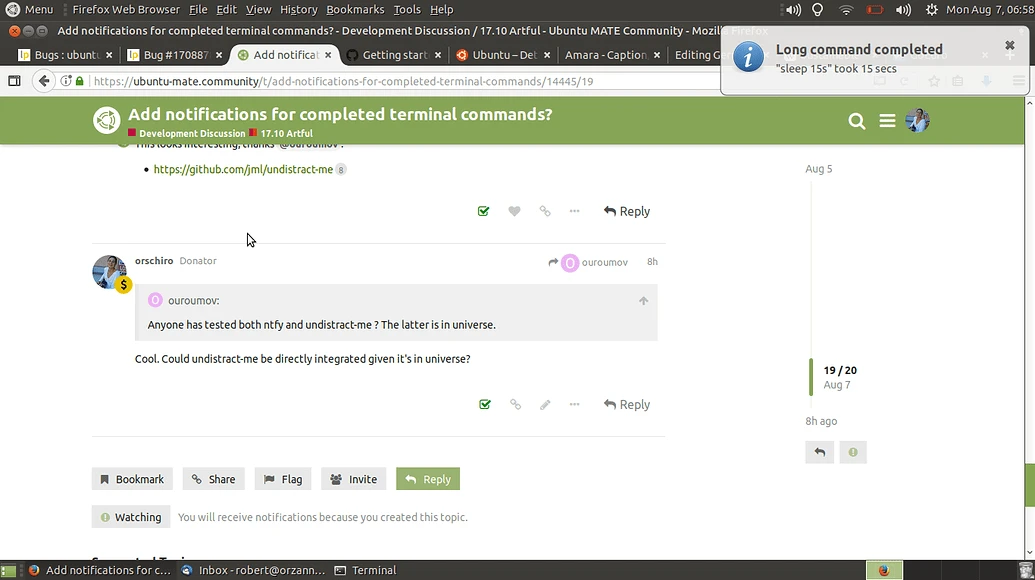 Menu Firefox Web Browser File Edit View History Bookmarks Tools Help Mon Aug 7, 06:58
Add notifications for completed terminal commands? - Development Discussion / 17.10 Artful - Ubuntu MATE Community - Mozilla Firefox
Bugs : ubunt Bug #170887 Add notificat Getting start Ubuntu – Det Amara - Caption Editing
Long command completed
"sleep 15s" took 15 secs
https://ubuntu-mate.community/t/add-notifications-for-completed-terminal-commands/14445/19
Add notifications for completed terminal commands?
Development Discussion 17.10 Artful
This looks interesting, thanks @ouroumov !
https://github.com/jml/undistract-me 8
Reply
orschiro Donator ouroumov 8h
ouroumov:
Anyone has tested both ntfy and undistract-me ? The latter is in universe.
Cool. Could undistract-me be directly integrated given it's in universe?
Reply
Aug 5
19 / 20
Aug 7
8h ago
Bookmark Share Flag Invite Reply
Watching You will receive notifications because you created this topic.
Add notifications for c... Inbox - robert@orzann... Terminal